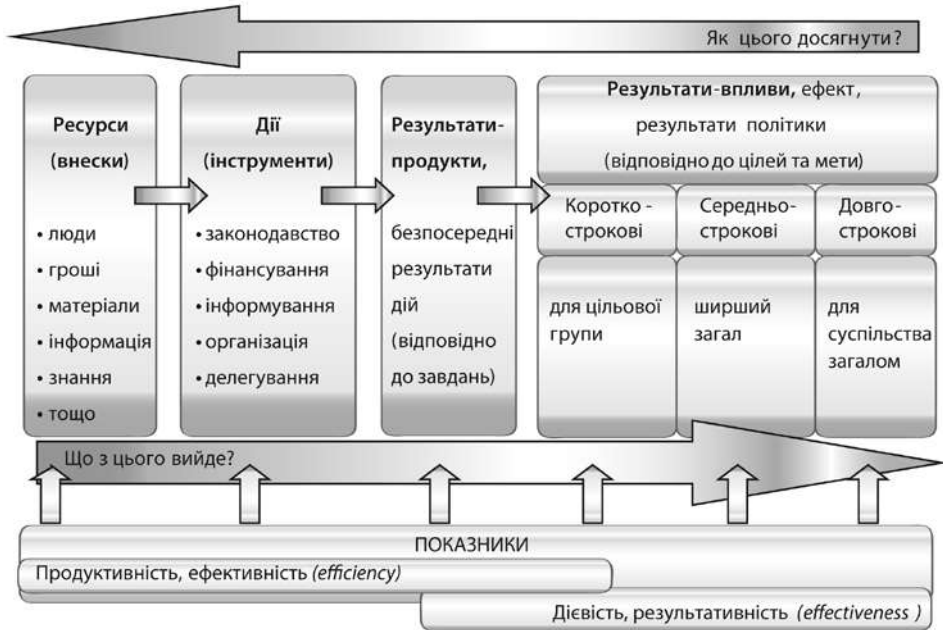 Як цього досягнути?
Ресурси
(внески)
• люди
• гроші
• матеріали
• інформація
• знання
• тощо
Дії
(інструменти)
• законодавство
• фінансування
• інформування
• організація
• делегування
Результати-
продукти,
безпосередні
результати
дій
(відповідно
до завдань)
Результати-впливи, ефект,
результати політики
(відповідно до цілей та мети)
Коротко-
строкові
для цільової
групи
Середньо-
строкові
ширший
загал
Довго-
строкові
для
суспільства
загалом
Що з цього вийде?
ПОКАЗНИКИ
Продуктивність, ефективність (efficiency)
Дієвість, результативність (effectiveness )